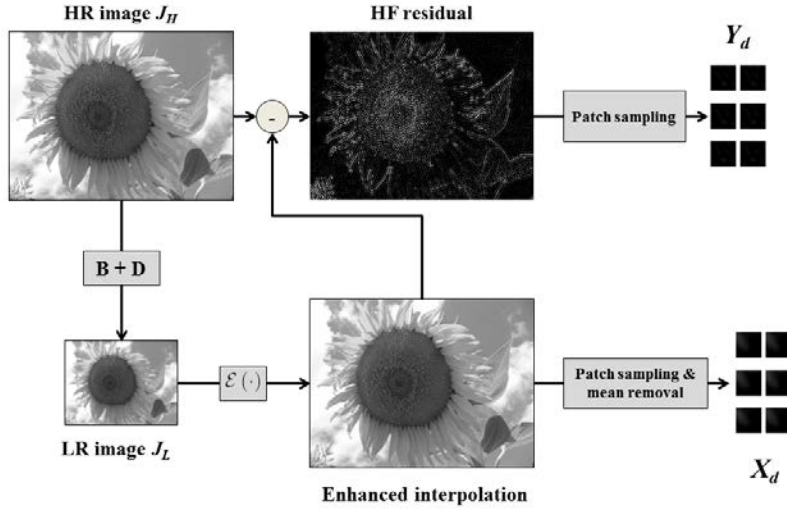 HR image J_H
HF residual
Y_d
-
Patch sampling
B + D
ℰ (·)
Patch sampling &
mean removal
LR image J_L
X_d
Enhanced interpolation